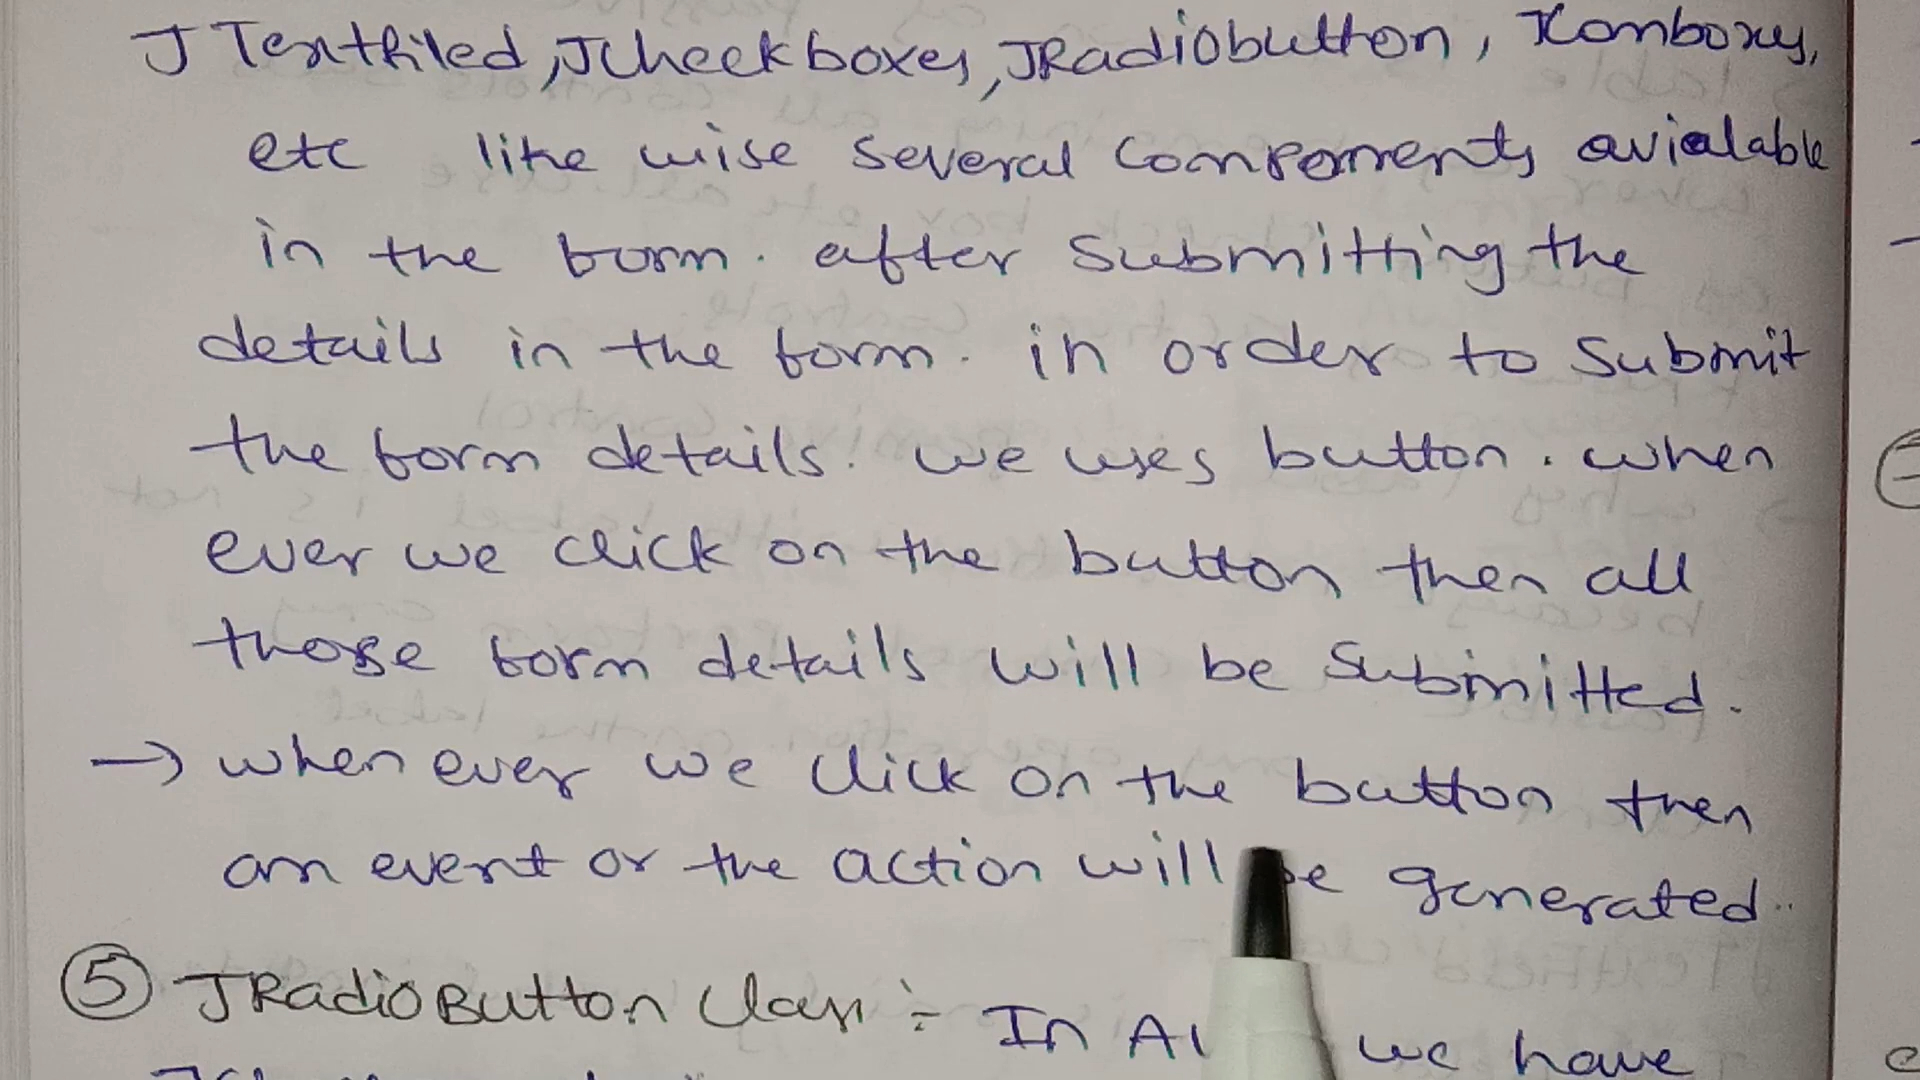 JTextfiled, JCheckboxes, JRadiobutton, JComboxes,
etc like wise several components avialable
in the form. after submitting the
details in the form. in order to submit
the form details. we uses button. when
ever we click on the button then all
those form details will be submitted.
→ when ever we click on the button then
an event or the action will be generated..
⑤ JRadioButton Class :- In we have